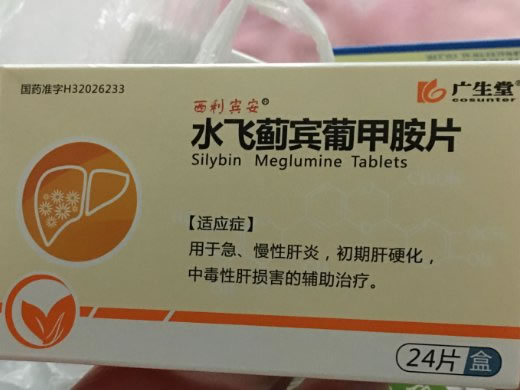 国药准字H32026233
广生堂
cosunter
西利宾安®
水飞蓟宾葡甲胺片
Silybin Meglumine Tablets
【适应症】
用于急、慢性肝炎，初期肝硬化，
中毒性肝损害的辅助治疗。
24片 盒